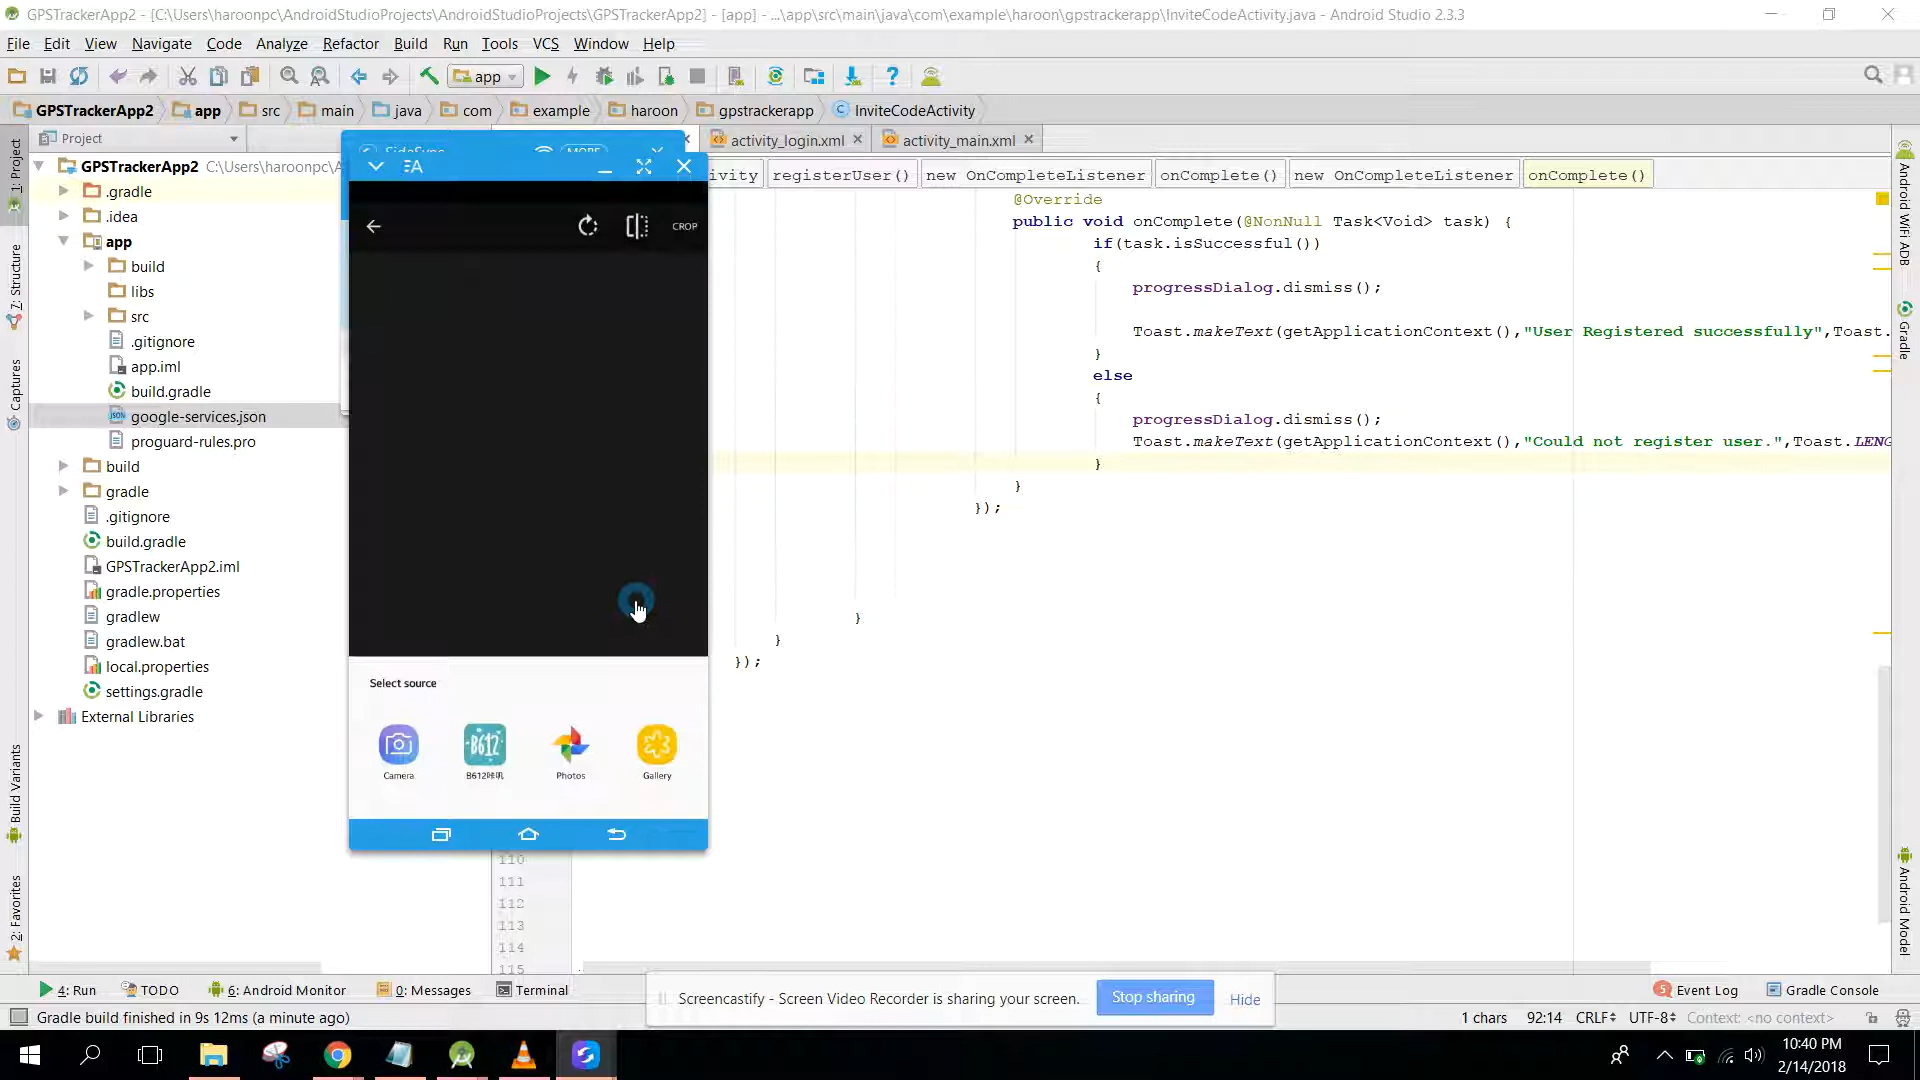 GPSTrackerApp2 - [C:\Users\haroonpc\AndroidStudioProjects\AndroidStudioProjects\GPSTrackerApp2] - [app] - ...\app\src\main\java\com\example\haroon\gpstrackerapp\InviteCodeActivity.java - Android Studio 2.3.3
File Edit View Navigate Code Analyze Refactor Build Run Tools VCS Window Help
app
GPSTrackerApp2 app src main java com example haroon gpstrackerapp InviteCodeActivity
Project
activity_login.xml activity_main.xml
GPSTrackerApp2 C:\Users\haroonpc\A
ivity registerUser() new OnCompleteListener onComplete() new OnCompleteListener onComplete()
.gradle
.idea
app
build
libs
src
.gitignore
app.iml
build.gradle
google-services.json
proguard-rules.pro
build
gradle
.gitignore
build.gradle
GPSTrackerApp2.iml
gradle.properties
gradlew
gradlew.bat
local.properties
settings.gradle
External Libraries
1: Project
7: Structure
Captures
Build Variants
2: Favorites
SideSync
MORE
CROP
Select source
Camera
B612咔叽
Photos
Gallery
@Override
public void onComplete(@NonNull Task<Void> task) {
if(task.isSuccessful())
{
progressDialog.dismiss();
Toast.makeText(getApplicationContext(),"User Registered successfully",Toast.
}
else
{
progressDialog.dismiss();
Toast.makeText(getApplicationContext(),"Could not register user.",Toast.LENG
}
}
});
}
}
});
110
111
112
113
114
115
Android WiFi ADB
Gradle
Android Model
4: Run TODO 6: Android Monitor 0: Messages Terminal
Screencastify - Screen Video Recorder is sharing your screen. Stop sharing Hide
Event Log Gradle Console
Gradle build finished in 9s 12ms (a minute ago)
1 chars 92:14 CRLF UTF-8 Context: <no context>
10:40 PM
2/14/2018